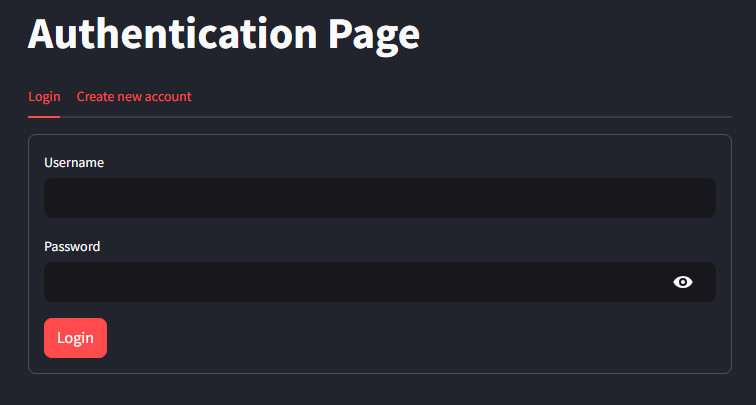 Authentication Page
Login Create new account
Username
Password
Login